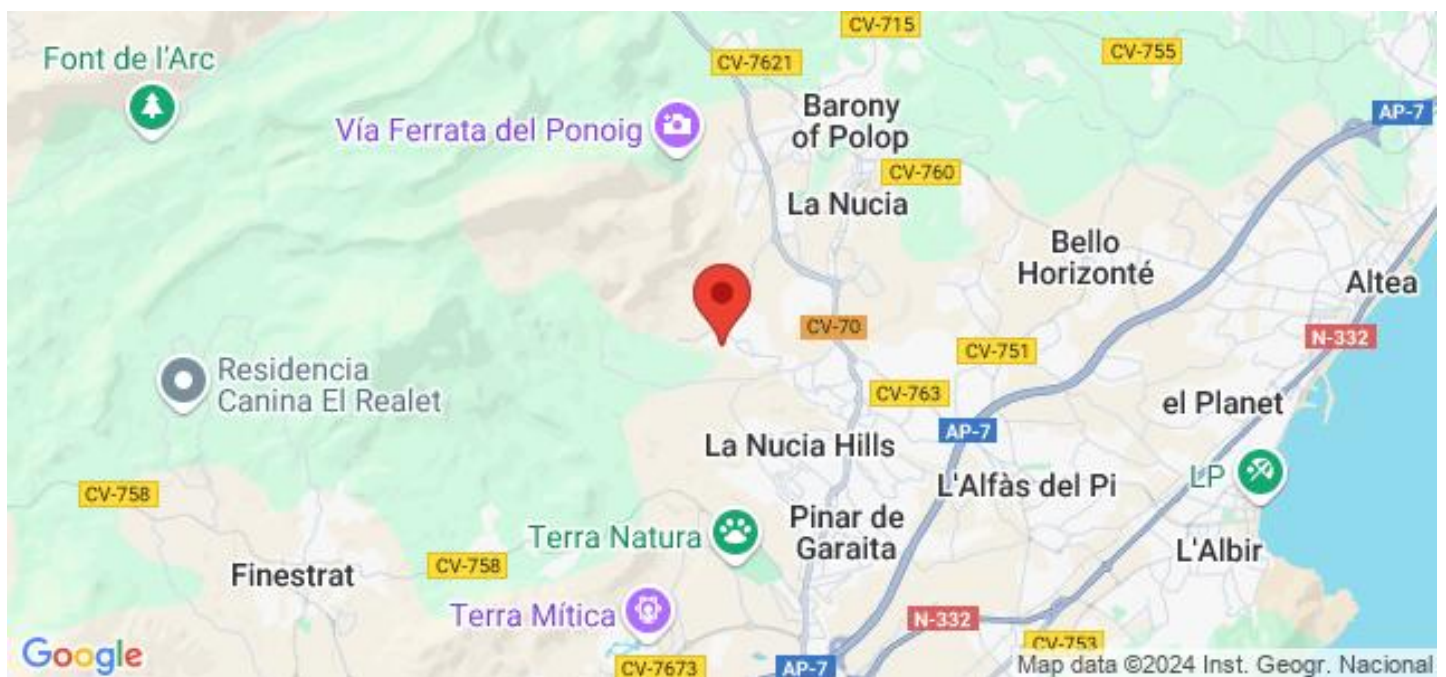 CV-715
CV-755
Font de l'Arc
CV-7621
Barony
of Polop
AP-7
Vía Ferrata del Ponoig
CV-760
La Nucia
Bello
Horizonté
Altea
CV-70
N-332
CV-751
Residencia
Canina El Realet
CV-763
el Planet
AP-7
La Nucia Hills
LP
L'Alfàs del Pi
CV-758
Pinar de
Garaita
Terra Natura
L'Albir
CV-758
Finestrat
Terra Mítica
N-332
CV-753
Google
CV-7673
AP-7
Map data ©2024 Inst. Geogr. Nacional